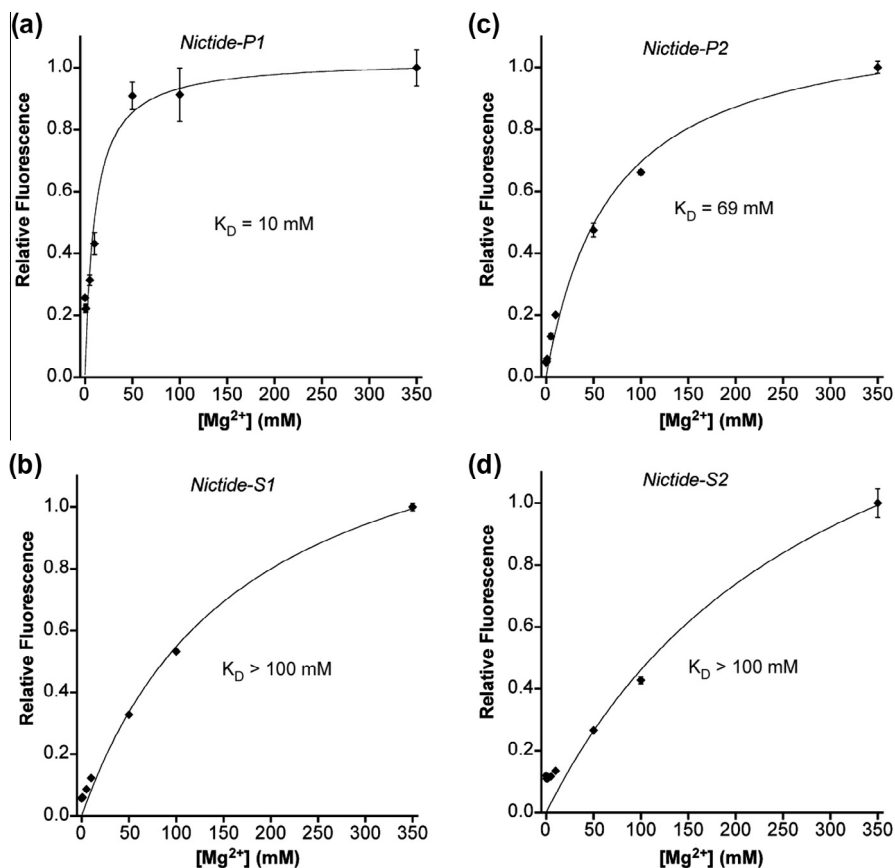 (a)
Nictide-P1
Relative Fluorescence
1.0
0.8
0.6
0.4
0.2
0.0
K_D = 10 mM
0 50 100 150 200 250 300 350
[Mg²⁺] (mM)
(c)
Nictide-P2
Relative Fluorescence
1.0
0.8
0.6
0.4
0.2
0.0
K_D = 69 mM
0 50 100 150 200 250 300 350
[Mg²⁺] (mM)
(b)
Nictide-S1
Relative Fluorescence
1.0
0.8
0.6
0.4
0.2
0.0
K_D > 100 mM
0 50 100 150 200 250 300 350
[Mg²⁺] (mM)
(d)
Nictide-S2
Relative Fluorescence
1.0
0.8
0.6
0.4
0.2
0.0
K_D > 100 mM
0 50 100 150 200 250 300 350
[Mg²⁺] (mM)